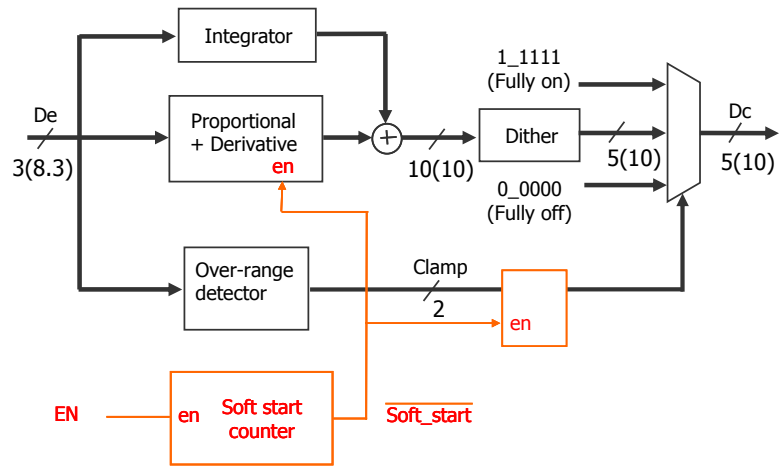 Integrator
1_1111
(Fully on)
De
3(8.3)
Proportional
+ Derivative
en
+
10(10)
Dither
5(10)
Dc
5(10)
0_0000
(Fully off)
Over-range
detector
Clamp
2
en
EN
en
Soft start
counter
Soft_start